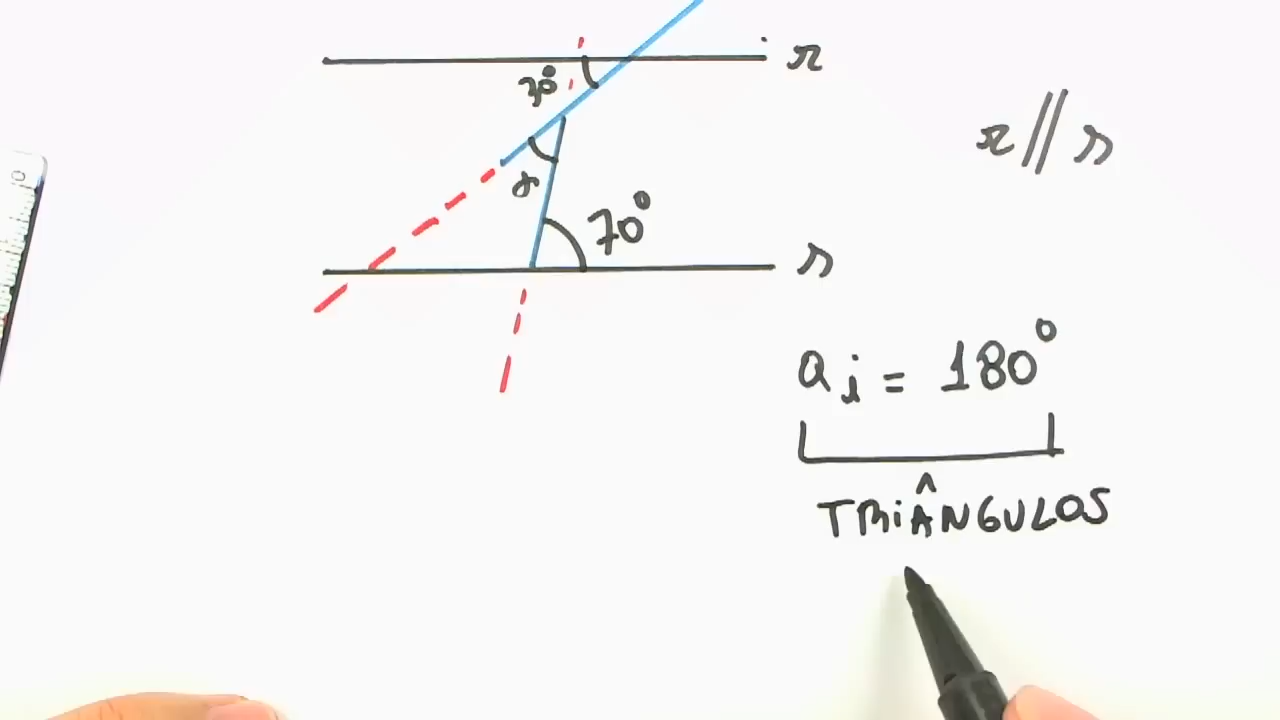 r
30°
r // s
α
70°
s
ai = 180°
TRIÂNGULOS